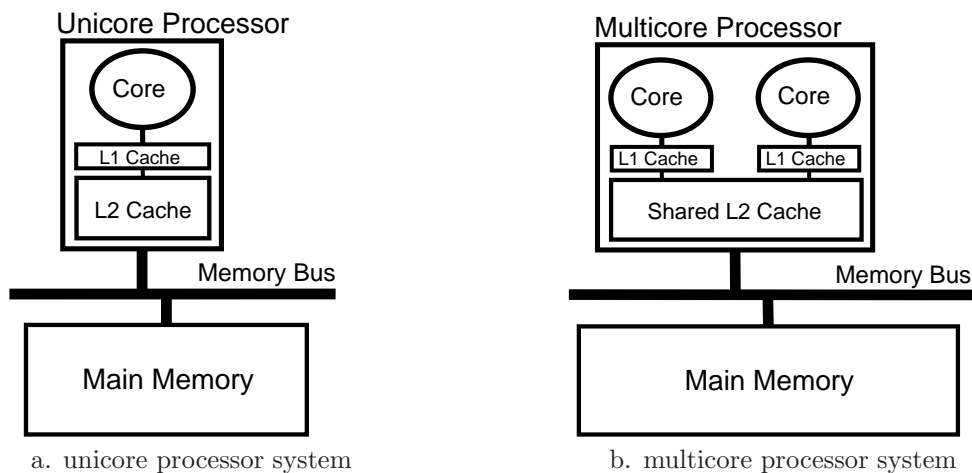 Unicore Processor
Core
L1 Cache
L2 Cache
Memory Bus
Main Memory
a. unicore processor system
Multicore Processor
Core Core
L1 Cache L1 Cache
Shared L2 Cache
Memory Bus
Main Memory
b. multicore processor system